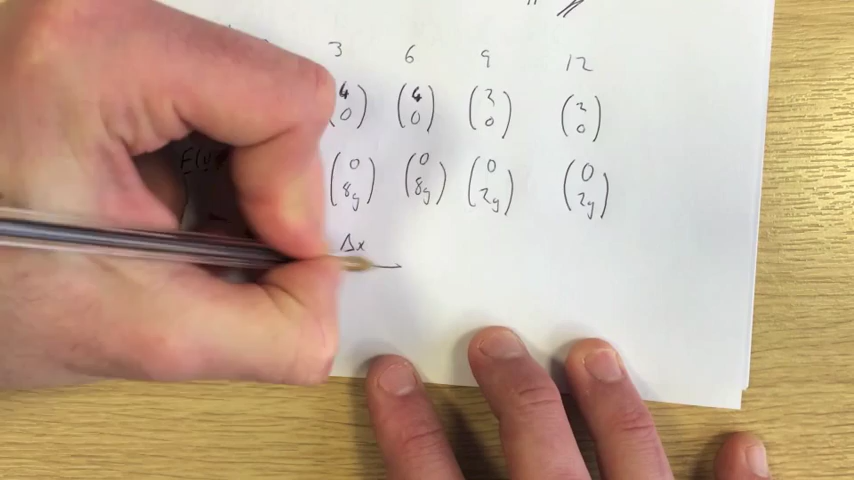 3 6 9 12
(4 0) (4 0) (2 0) (2 0)
F(u (0 8y) (0 8y) (0 2y) (0 2y)
Δx